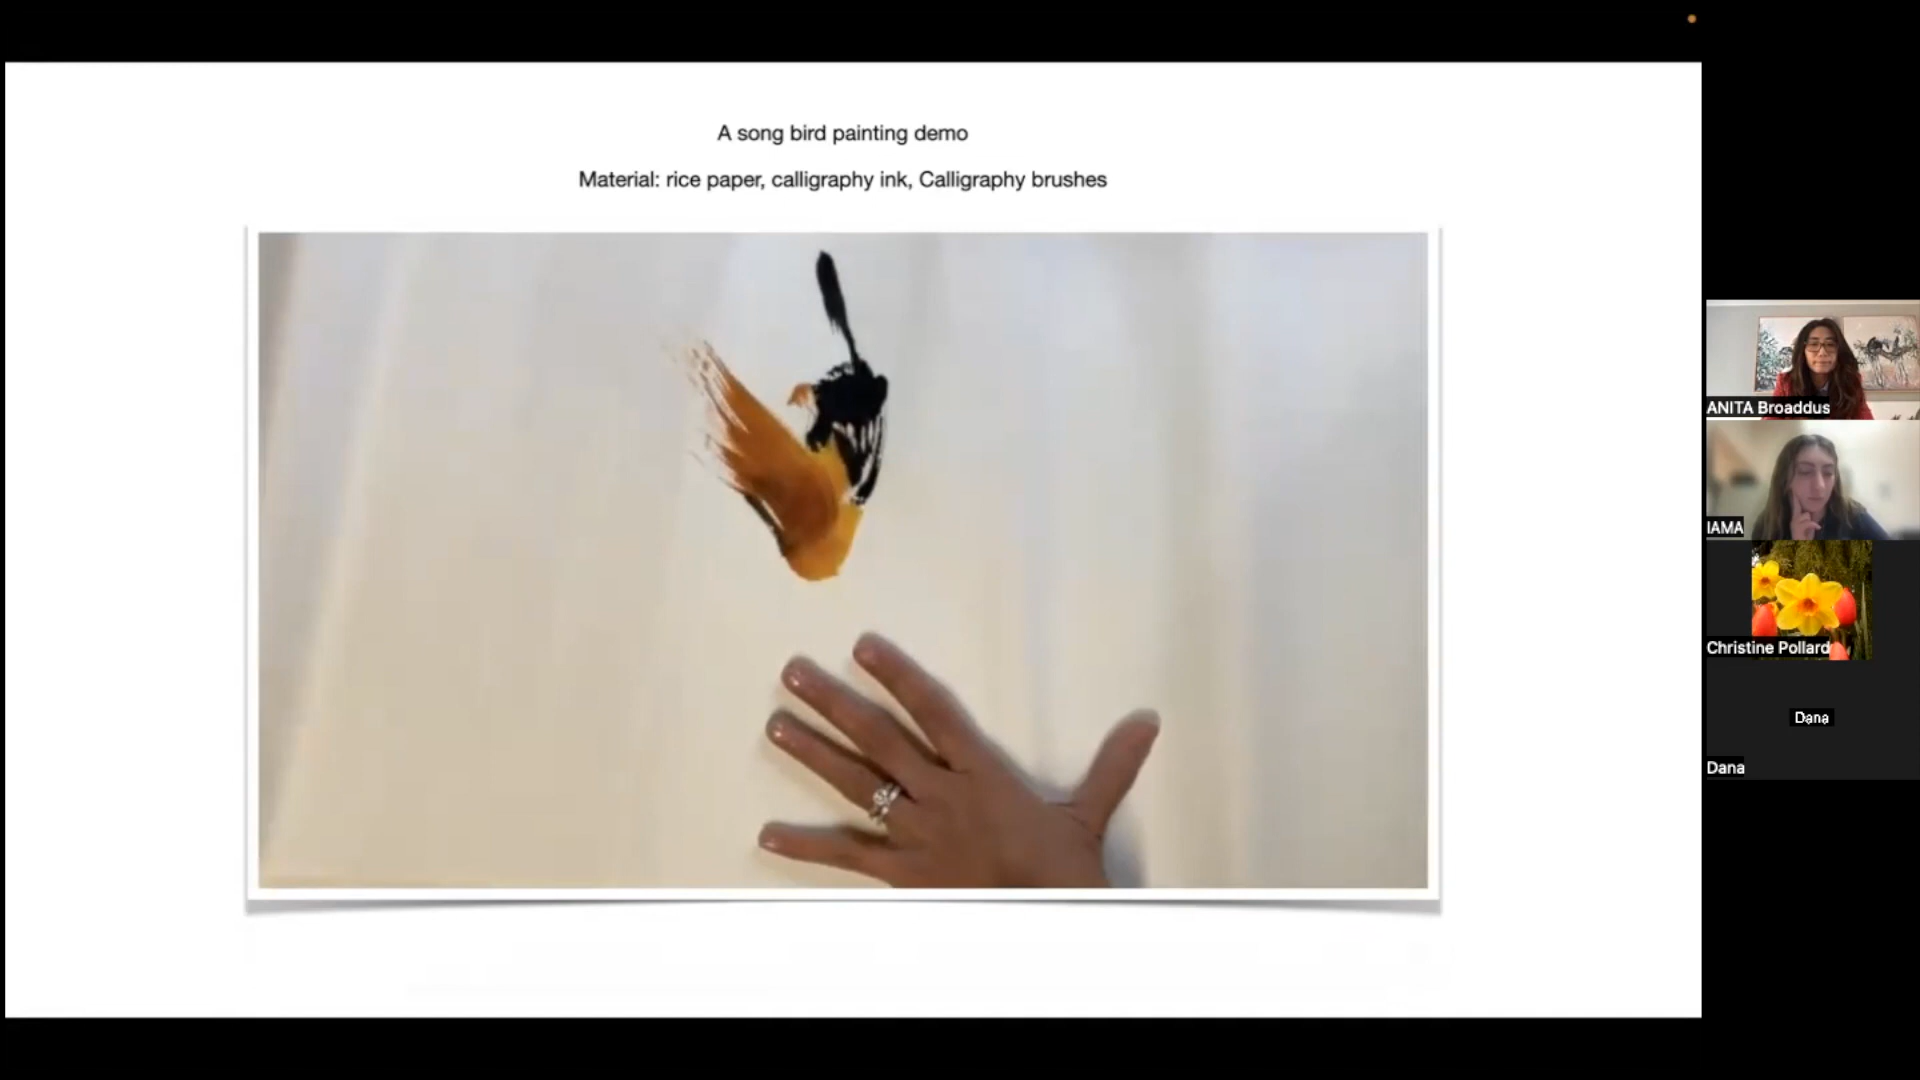 A song bird painting demo
Material: rice paper, calligraphy ink, Calligraphy brushes
ANITA Broaddus
IAMA
Christine Pollard
Dana
Dana